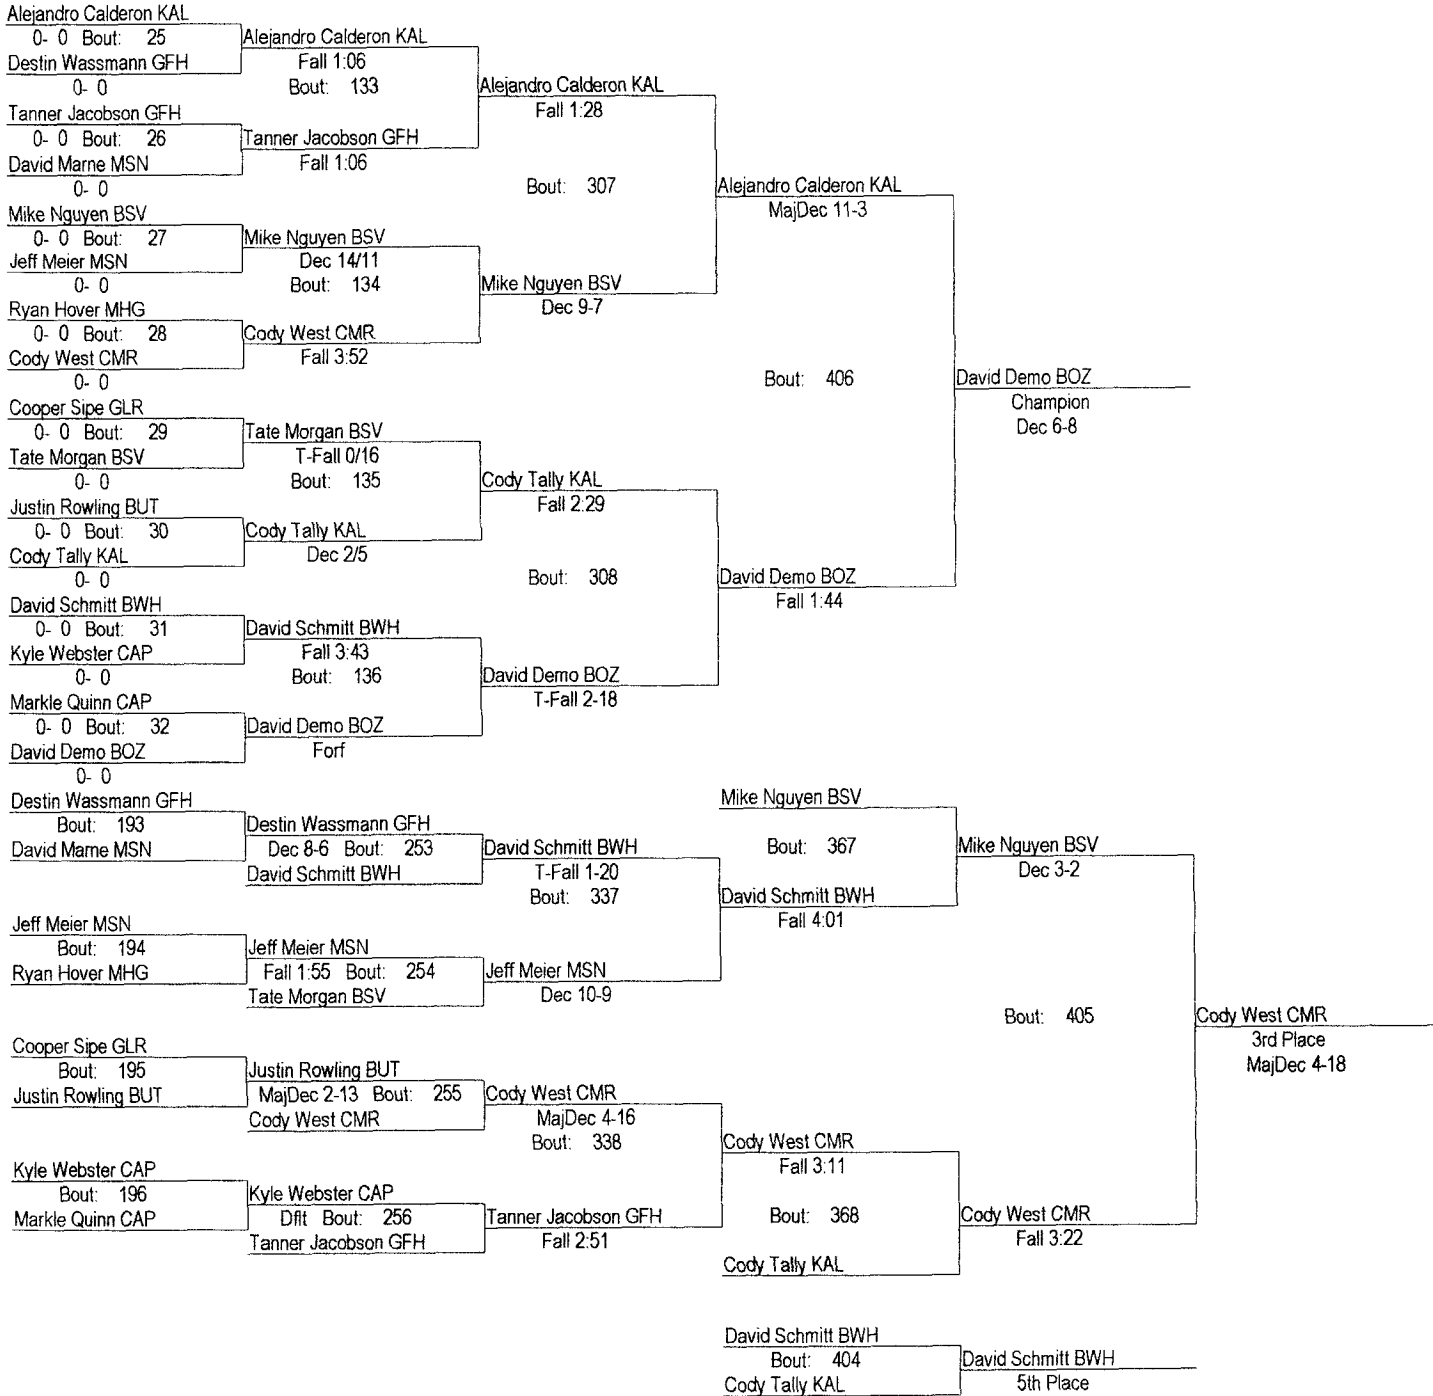 Alejandro Calderon KAL
0- 0 Bout: 25
Alejandro Calderon KAL
Destin Wassmann GFH
Fall 1:06
0- 0
Bout: 133
Alejandro Calderon KAL
Tanner Jacobson GFH
Fall 1:28
0- 0 Bout: 26
Tanner Jacobson GFH
David Marne MSN
Fall 1:06
0- 0
Bout: 307
Alejandro Calderon KAL
Mike Nguyen BSV
MajDec 11-3
0- 0 Bout: 27
Mike Nguyen BSV
Jeff Meier MSN
Dec 14/11
0- 0
Bout: 134
Mike Nguyen BSV
Ryan Hover MHG
Dec 9-7
0- 0 Bout: 28
Cody West CMR
Cody West CMR
Fall 3:52
0- 0
Bout: 406
David Demo BOZ
Cooper Sipe GLR
Champion
0- 0 Bout: 29
Tate Morgan BSV
Dec 6-8
Tate Morgan BSV
T-Fall 0/16
0- 0
Bout: 135
Cody Tally KAL
Justin Rowling BUT
Fall 2:29
0- 0 Bout: 30
Cody Tally KAL
Cody Tally KAL
Dec 2/5
0- 0
Bout: 308
David Demo BOZ
David Schmitt BWH
Fall 1:44
0- 0 Bout: 31
David Schmitt BWH
Kyle Webster CAP
Fall 3:43
0- 0
Bout: 136
David Demo BOZ
Markle Quinn CAP
T-Fall 2-18
0- 0 Bout: 32
David Demo BOZ
David Demo BOZ
Forf
0- 0
Destin Wassmann GFH
Mike Nguyen BSV
Bout: 193
Destin Wassmann GFH
David Marne MSN
Dec 8-6 Bout: 253
David Schmitt BWH
Bout: 367
Mike Nguyen BSV
David Schmitt BWH
T-Fall 1-20
Dec 3-2
Bout: 337
David Schmitt BWH
Jeff Meier MSN
Fall 4:01
Bout: 194
Jeff Meier MSN
Ryan Hover MHG
Fall 1:55 Bout: 254
Jeff Meier MSN
Tate Morgan BSV
Dec 10-9
Bout: 405
Cody West CMR
Cooper Sipe GLR
3rd Place
Bout: 195
Justin Rowling BUT
MajDec 4-18
Justin Rowling BUT
MajDec 2-13 Bout: 255
Cody West CMR
Cody West CMR
MajDec 4-16
Bout: 338
Cody West CMR
Kyle Webster CAP
Fall 3:11
Bout: 196
Kyle Webster CAP
Markle Quinn CAP
Dflt Bout: 256
Tanner Jacobson GFH
Bout: 368
Cody West CMR
Tanner Jacobson GFH
Fall 2:51
Fall 3:22
Cody Tally KAL
David Schmitt BWH
Bout: 404
David Schmitt BWH
Cody Tally KAL
5th Place